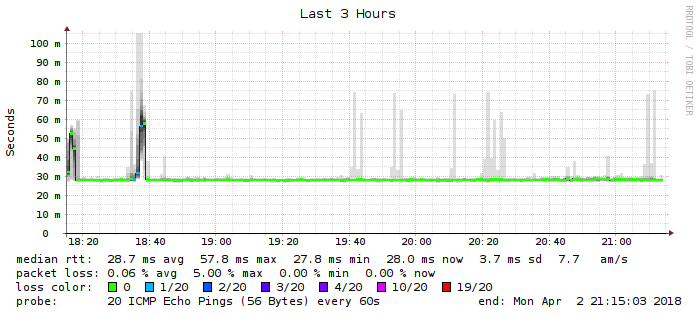 Last 3 Hours
RRDTOOL / TOBI OETIKER
Seconds
100 m
90 m
80 m
70 m
60 m
50 m
40 m
30 m
20 m
10 m
0
18:20 18:40 19:00 19:20 19:40 20:00 20:20 20:40 21:00
median rtt: 28.7 ms avg 57.8 ms max 27.8 ms min 28.0 ms now 3.7 ms sd 7.7 am/s
packet loss: 0.06 % avg 5.00 % max 0.00 % min 0.00 % now
loss color: 0 1/20 2/20 3/20 4/20 10/20 19/20
probe: 20 ICMP Echo Pings (56 Bytes) every 60s end: Mon Apr 2 21:15:03 2018